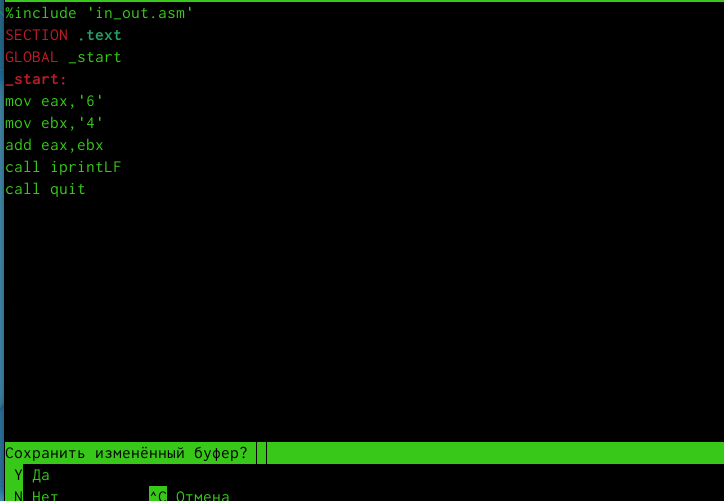 %include 'in_out.asm'
SECTION .text
GLOBAL _start
_start:
mov eax,'6'
mov ebx,'4'
add eax,ebx
call iprintLF
call quit
Сохранить изменённый буфер?
Y Да
N Нет ^C Отмена